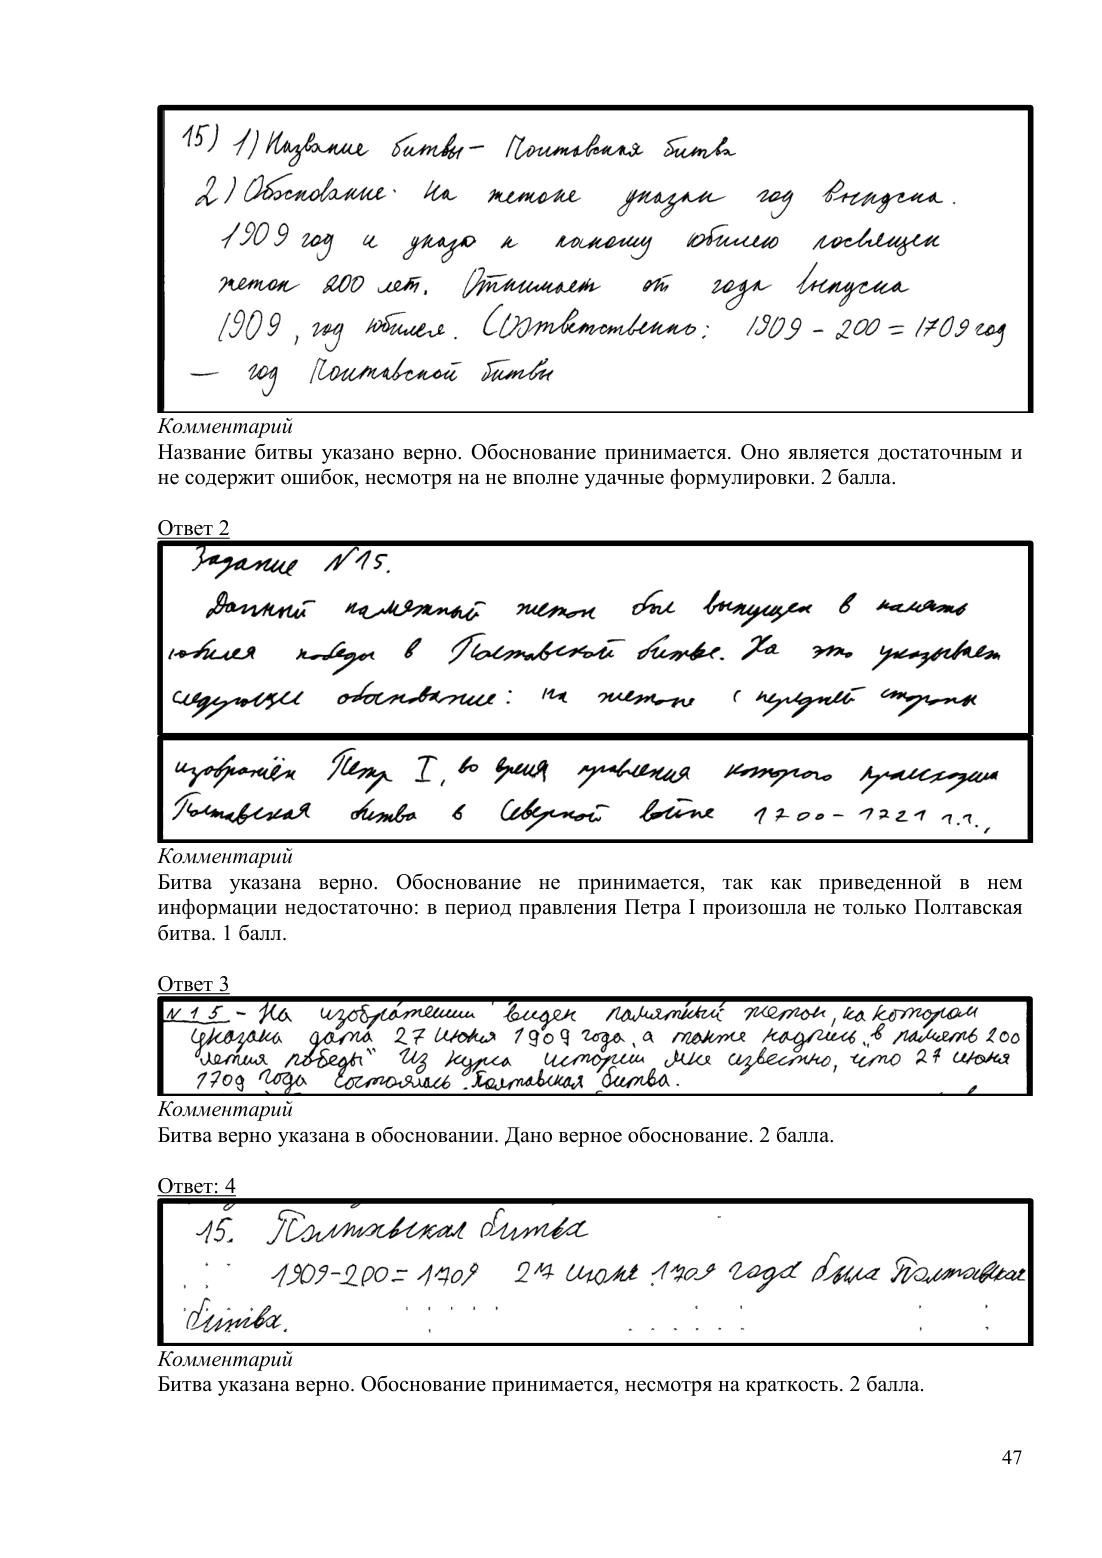 15) 1) Название битвы – Полтавская битва
2) Обоснование: На жетоне указан год выпуска.
1909 год и указо к какому юбилею посвящен
жетон 200 лет. Отнимает от года выпуска
1909, год юбилея. Соответственно: 1909 – 200 = 1709 год
— год Полтавской битвы
Комментарий
Название битвы указано верно. Обоснование принимается. Оно является достаточным и
не содержит ошибок, несмотря на не вполне удачные формулировки. 2 балла.
Ответ 2
Задание №15.
Данный памятный жетон был выпущен в память
юбилея победы в Полтавской битве. На это указывает
следующее обоснование: на жетоне с передней стороны
изображён Петр I, во время правления которого происходила
Полтавская битва в Северной войне 1700–1721 г.г.,
Комментарий
Битва указана верно. Обоснование не принимается, так как приведенной в нем
информации недостаточно: в период правления Петра I произошла не только Полтавская
битва. 1 балл.
Ответ 3
№15 – На изображении виден памятный жетон, на котором
указана дата 27 июня 1909 года, а также надпись „в память 200
летия победы“ Из курса истории мне известно, что 27 июня
1709 года состоялась Полтавская битва.
Комментарий
Битва верно указана в обосновании. Дано верное обоснование. 2 балла.
Ответ: 4
15. Полтавская битва
1909–200=1709 27 июня 1709 года была Полтавская
битва.
Комментарий
Битва указана верно. Обоснование принимается, несмотря на краткость. 2 балла.
47